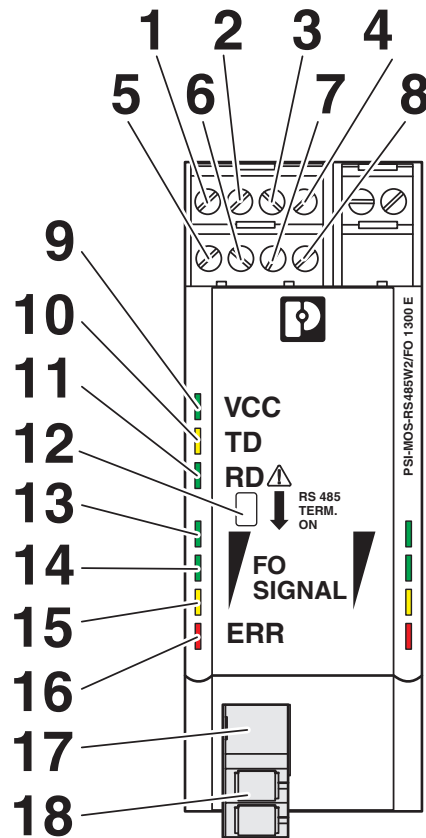 1 2 3 4
5 6 7 8
9
10
11
12
13
14
15
16
17
18
PSI-MOS-RS485W2/FO 1300 E
VCC
TD
RD
RS 485
TERM.
ON
FO
SIGNAL
ERR